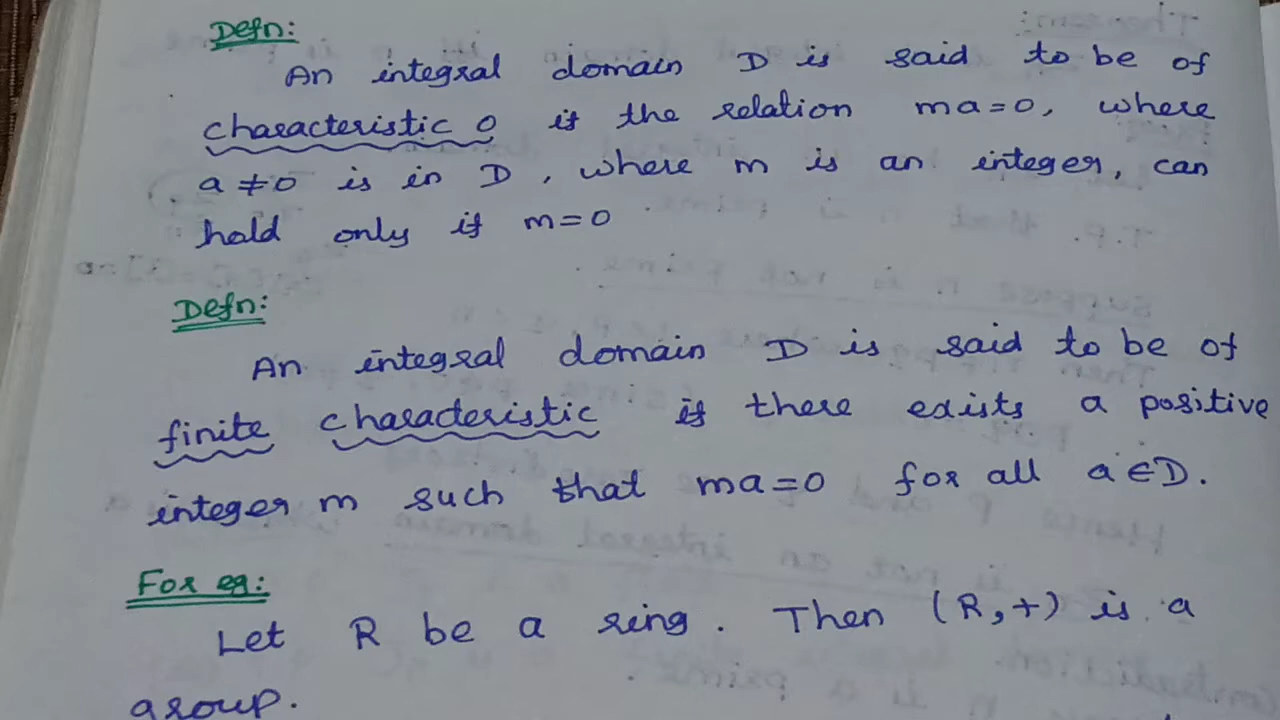 Defn:
An integral domain D is said to be of
characteristic 0 if the relation ma=0, where
a≠0 is in D, where m is an integer, can
hold only if m=0
Defn:
An integral domain D is said to be of
finite characteristic if there exists a positive
integer m such that ma=0 for all a∈D.
For eg:
Let R be a ring. Then (R,+) is a
group.